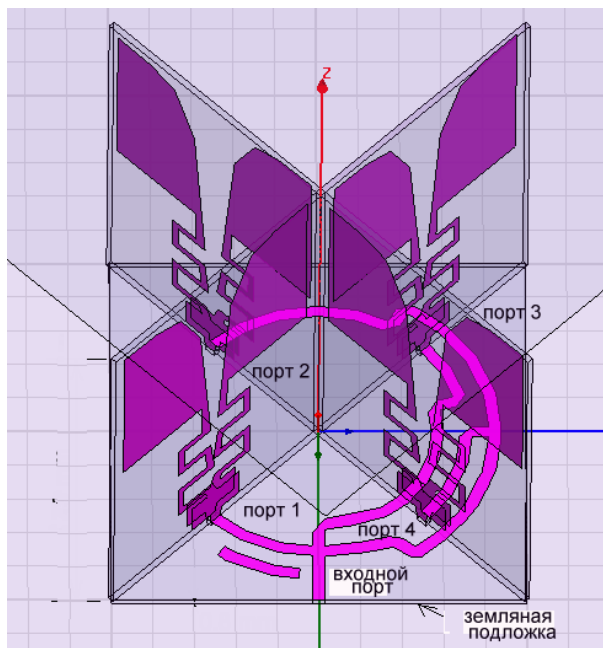 Z
порт 3
порт 2
порт 1
порт 4
входной
порт
земляная
подложка